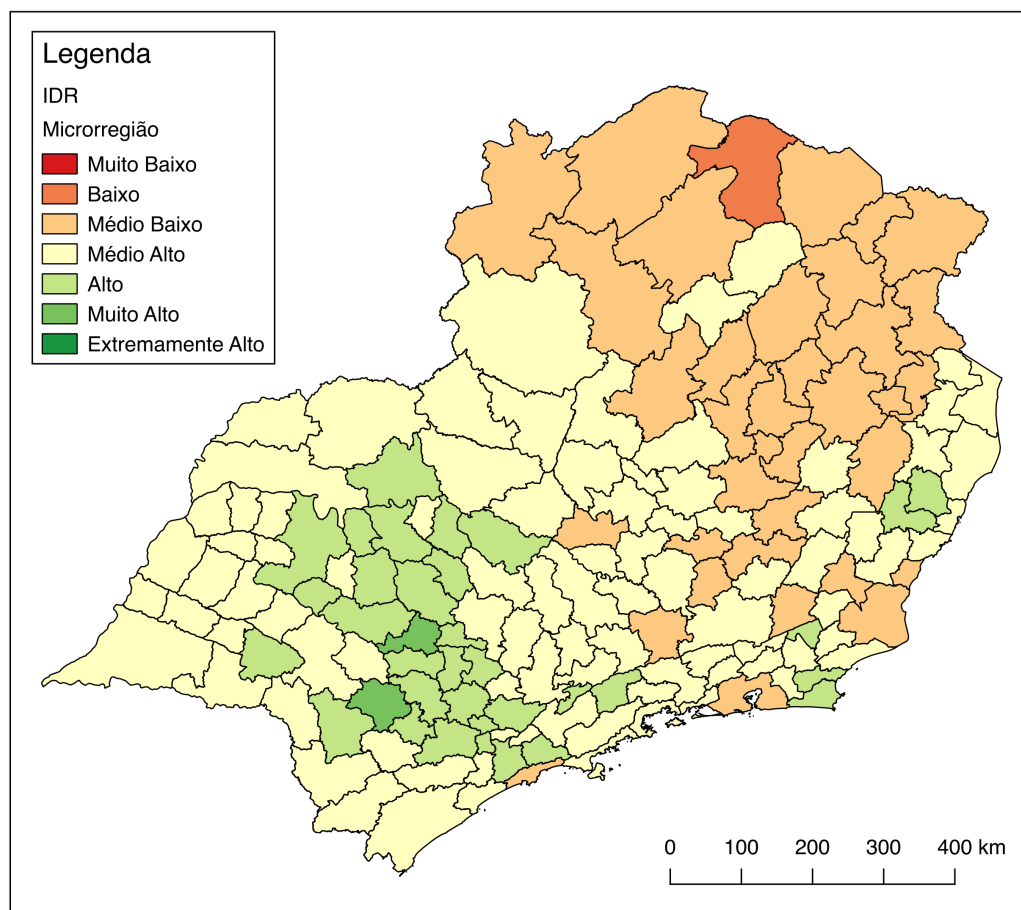 Legenda
IDR
Microrregião
Muito Baixo
Baixo
Médio Baixo
Médio Alto
Alto
Muito Alto
Extremamente Alto
0 100 200 300 400 km